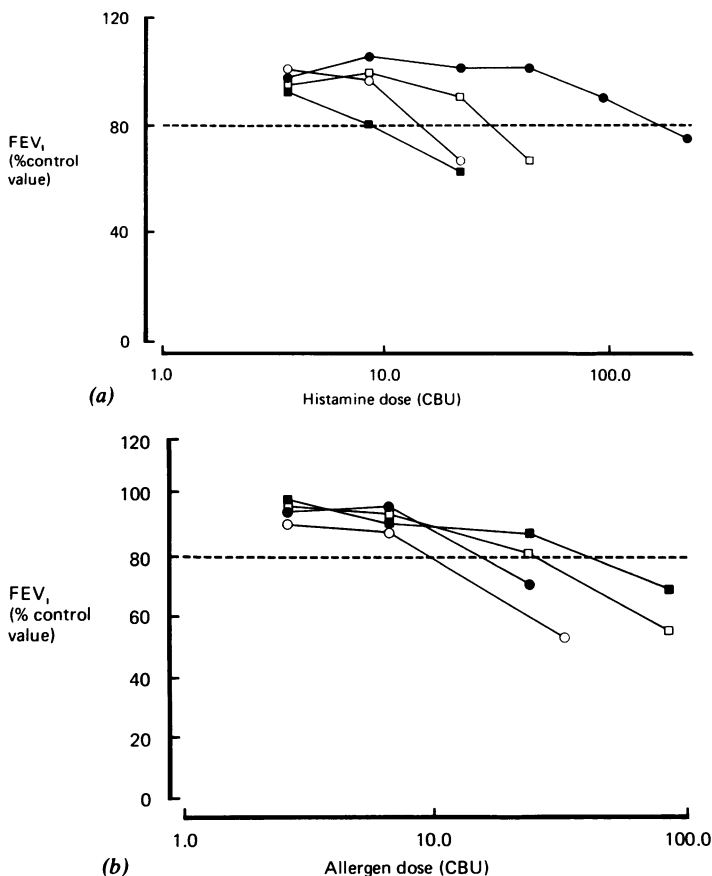 120
80
40
0
FEV₁
(%control
value)
1.0 10.0 100.0
(a) Histamine dose (CBU)
120
100
80
60
40
20
0
FEV₁
(% control
value)
1.0 10.0 100.0
(b) Allergen dose (CBU)